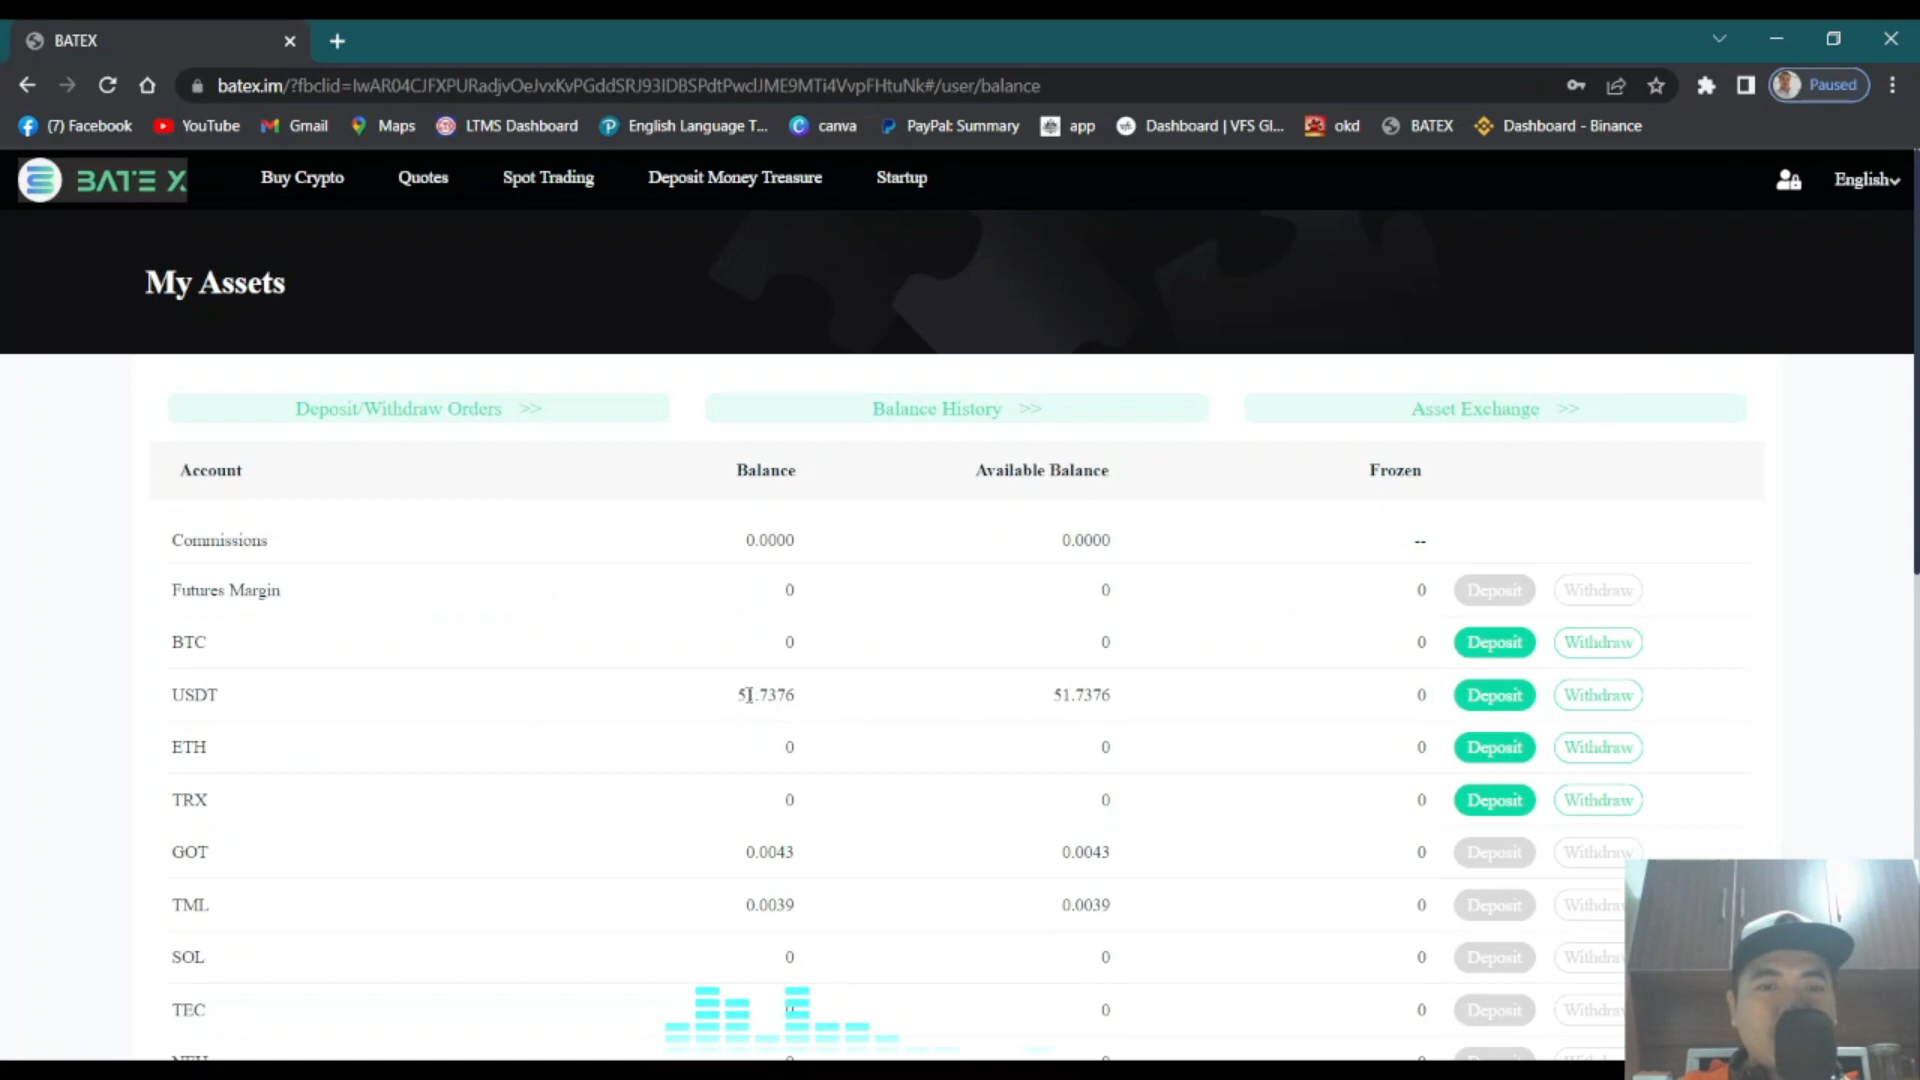 BATEX
batex.im/?fbclid=IwAR04CJFXPURadjvOeJvxKvPGddSRJ93IDBSPdtPwclJME9MTi4VvpFHtuNk#/user/balance
Paused
(7) Facebook YouTube Gmail Maps LTMS Dashboard English Language T... canva PayPal: Summary app Dashboard | VFS Gl... okd BATEX Dashboard - Binance
BATE X Buy Crypto Quotes Spot Trading Deposit Money Treasure Startup English
My Assets
Deposit/Withdraw Orders >> Balance History >> Asset Exchange >>
Account Balance Available Balance Frozen
Commissions 0.0000 0.0000 --
Futures Margin 0 0 0 Deposit Withdraw
BTC 0 0 0 Deposit Withdraw
USDT 51.7376 51.7376 0 Deposit Withdraw
ETH 0 0 0 Deposit Withdraw
TRX 0 0 0 Deposit Withdraw
GOT 0.0043 0.0043 0 Deposit Withdraw
TML 0.0039 0.0039 0 Deposit
SOL 0 0 0 Deposit
TEC 0 0 0 Deposit